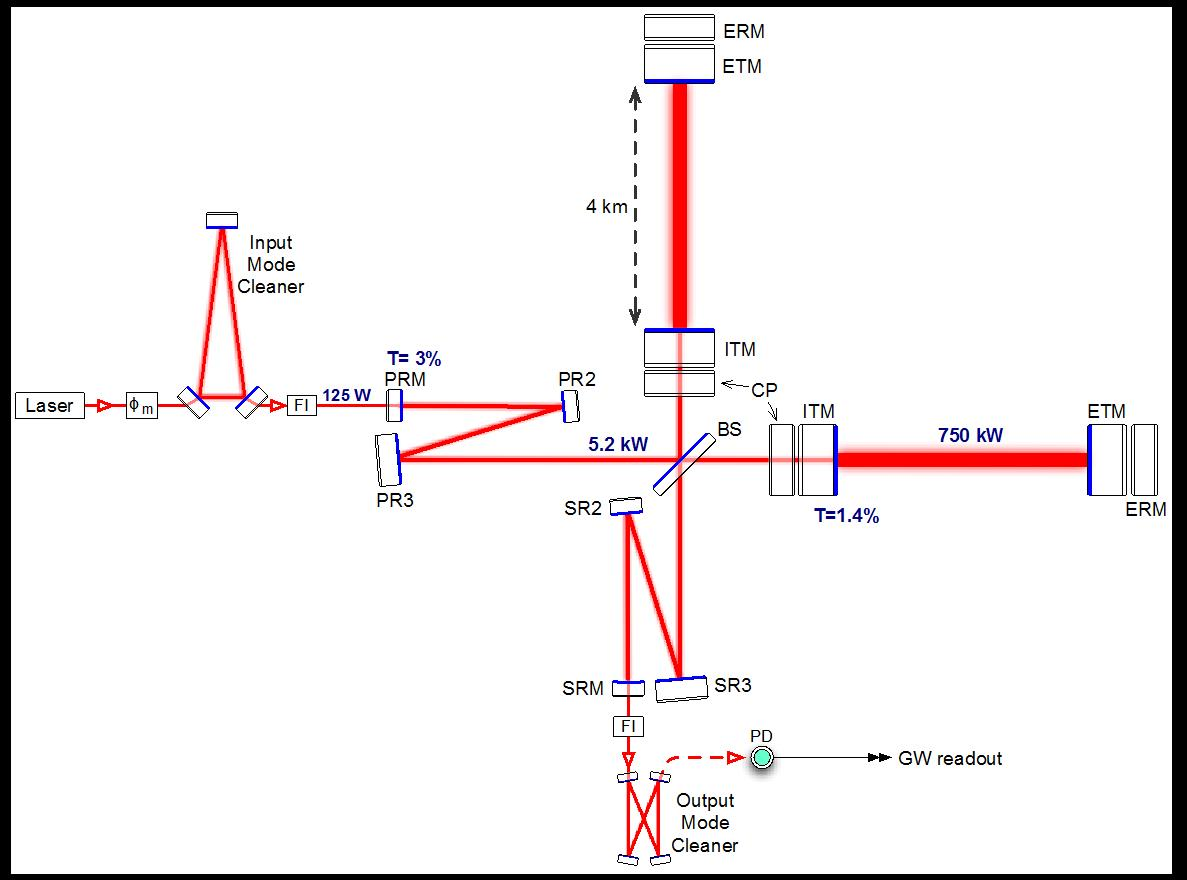 ERM
ETM
4 km
Input
Mode
Cleaner
ITM
T= 3%
PRM
PR2
CP
Laser
ϕm
FI
125 W
ITM
ETM
BS
5.2 kW
750 kW
PR3
SR2
T=1.4%
ERM
SRM
SR3
FI
PD
GW readout
Output
Mode
Cleaner